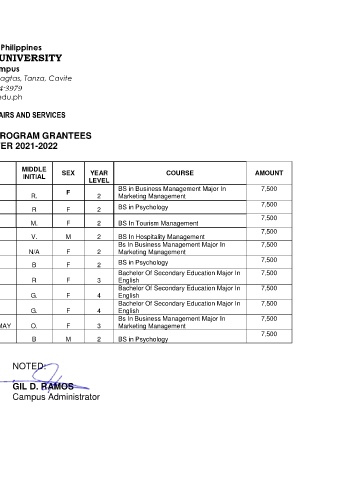 Philippines
UNIVERSITY
mpus
agtas, Tanza, Cavite
4-3979
edu.ph
AIRS AND SERVICES
ROGRAM GRANTEES
ER 2021-2022
MIDDLE INITIAL SEX YEAR LEVEL COURSE AMOUNT
R. F 2 BS in Business Management Major In Marketing Management 7,500
R F 2 BS in Psychology 7,500
M. F 2 BS In Tourism Management 7,500
V. M 2 BS In Hospitality Management 7,500
N/A F 2 Bs In Business Management Major In Marketing Management 7,500
B F 2 BS in Psychology 7,500
R F 3 Bachelor Of Secondary Education Major In English 7,500
G. F 4 Bachelor Of Secondary Education Major In English 7,500
G. F 4 Bachelor Of Secondary Education Major In English 7,500
MAY O. F 3 Bs In Business Management Major In Marketing Management 7,500
B M 2 BS in Psychology 7,500
NOTED:
GIL D. RAMOS
Campus Administrator